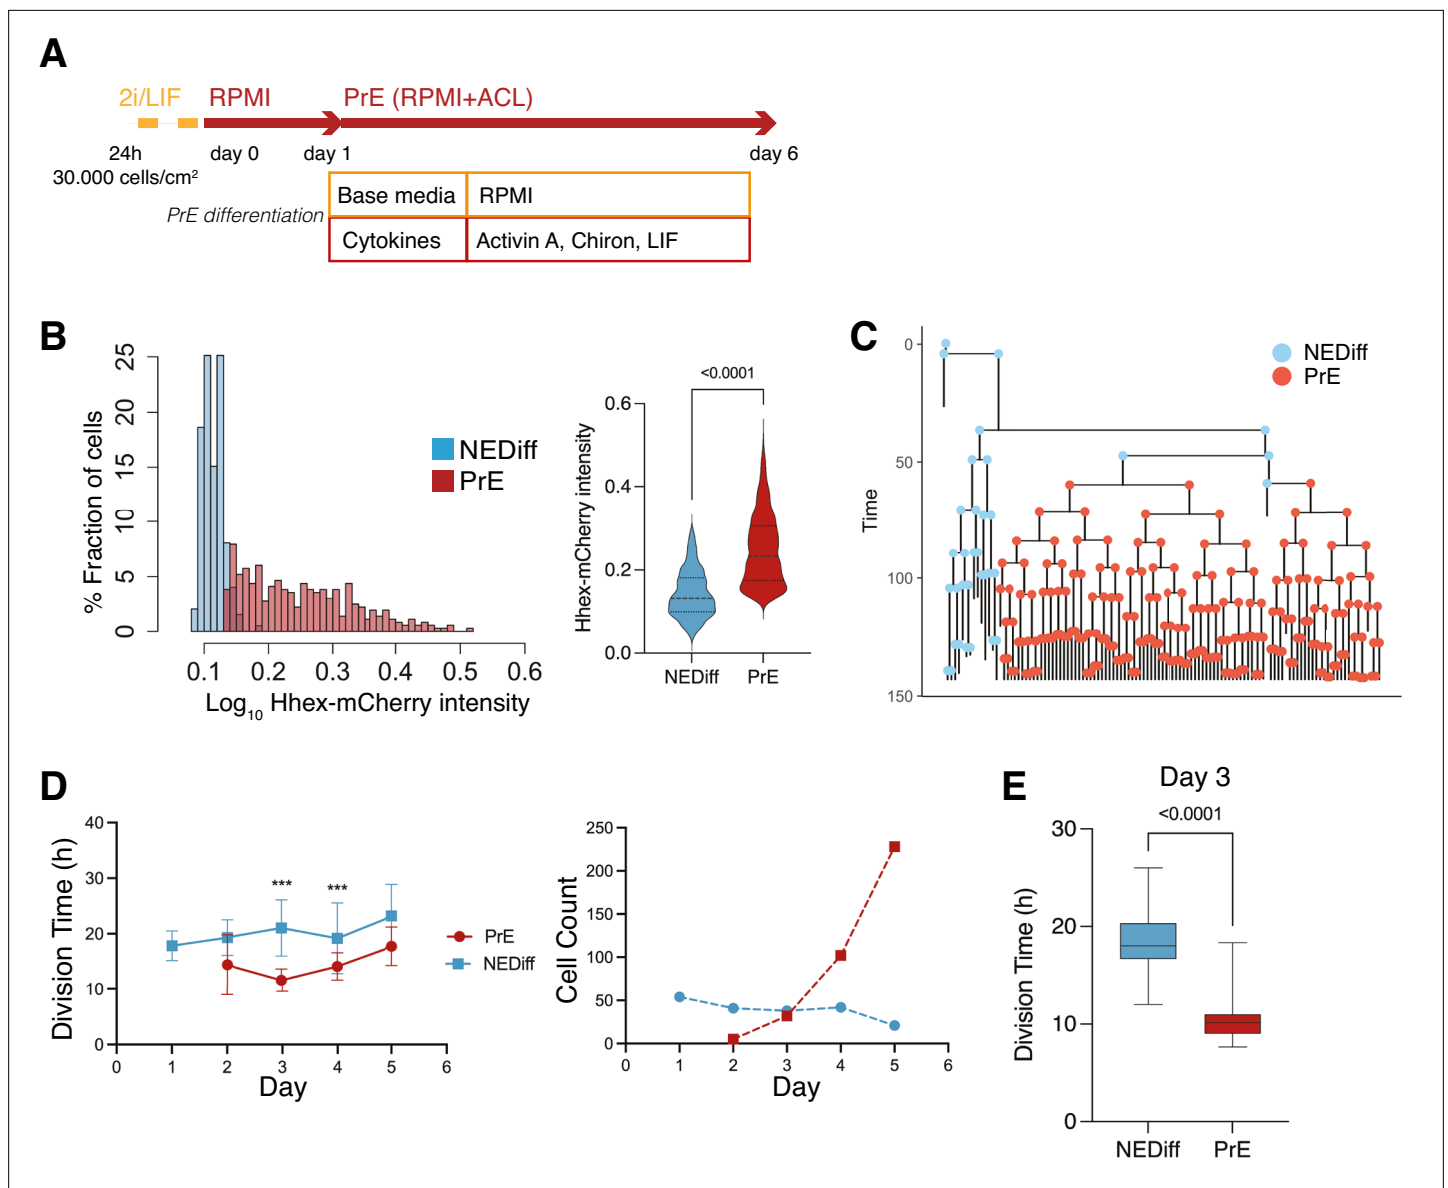 A
2i/LIF RPMI PrE (RPMI+ACL)
24h day 0 day 1 day 6
30.000 cells/cm²
PrE differentiation
Base media RPMI
Cytokines Activin A, Chiron, LIF
B
% Fraction of cells
25
20
15
10
5
0
0.1 0.2 0.3 0.4 0.5 0.6
Log₁₀ Hhex-mCherry intensity
NEDiff
PrE
Hhex-mCherry intensity
<0.0001
0.6
0.4
0.2
0.0
NEDiff PrE
C
Time
0
50
100
150
NEDiff
PrE
D
Division Time (h)
40
30
20
10
0
*** ***
0 1 2 3 4 5 6
Day
PrE
NEDiff
Cell Count
250
200
150
100
50
0
0 1 2 3 4 5 6
Day
E
Day 3
<0.0001
Division Time (h)
30
20
10
0
NEDiff PrE